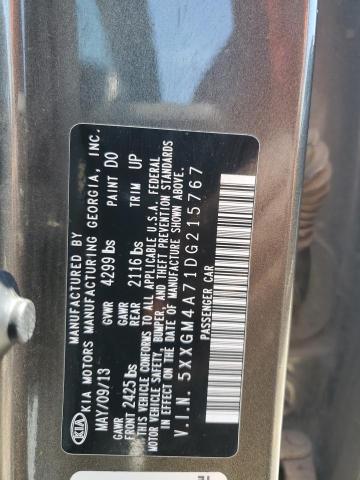 KIA
MANUFACTURED BY
KIA MOTORS MANUFACTURING GEORGIA, INC.
MAY/09/13 GVWR 4299 lbs PAINT DO
GAWR FRONT 2425 lbs GAWR REAR 2116 lbs TRIM UP
THIS VEHICLE CONFORMS TO ALL APPLICABLE U.S.A. FEDERAL
MOTOR VEHICLE SAFETY, BUMPER, AND THEFT PREVENTION STANDARDS
IN EFFECT ON THE DATE OF MANUFACTURE SHOWN ABOVE.
V.I.N. 5XXGM4A71DG215767
PASSENGER CAR